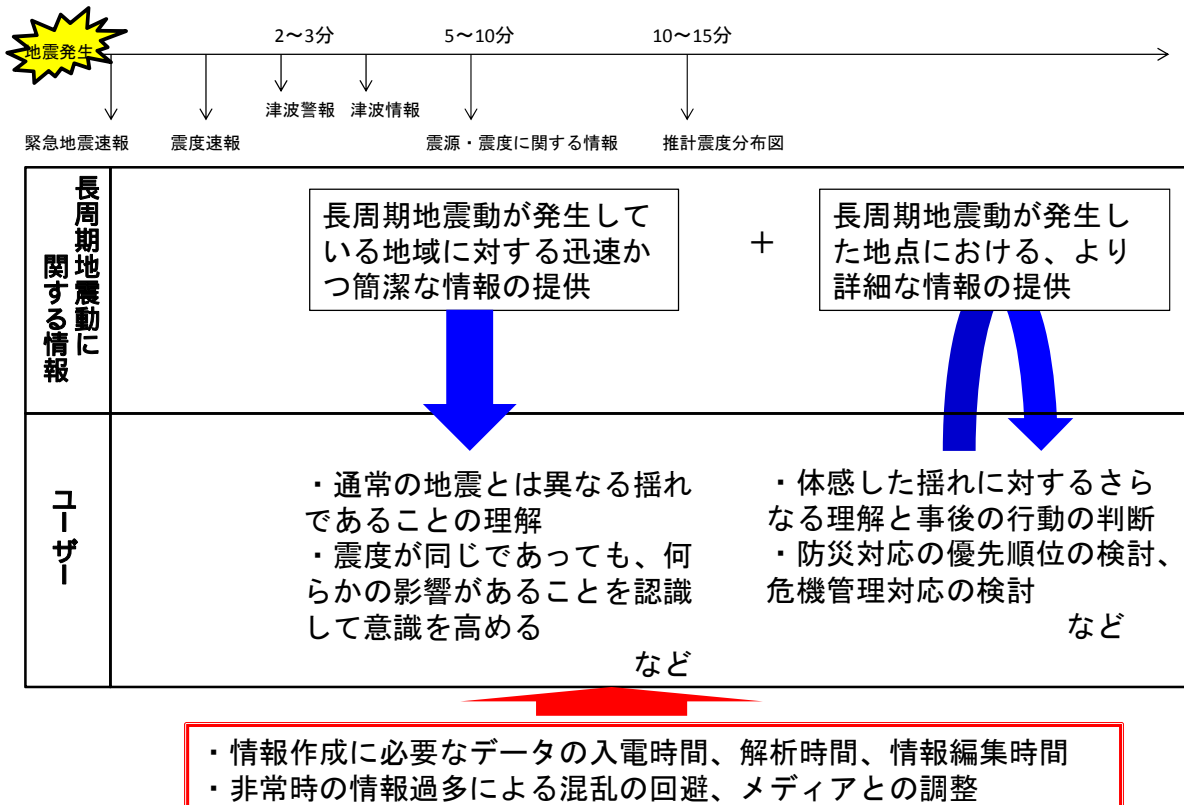 地震発生
2～3分
5～10分
10～15分
津波警報
津波情報
緊急地震速報
震度速報
震源・震度に関する情報
推計震度分布図
長周期地震動に
関する情報
長周期地震動が発生して
いる地域に対する迅速か
つ簡潔な情報の提供
＋
長周期地震動が発生し
た地点における、より
詳細な情報の提供
ユーザー
・通常の地震とは異なる揺れ
であることの理解
・震度が同じであっても、何
らかの影響があることを認識
して意識を高める
など
・体感した揺れに対するさら
なる理解と事後の行動の判断
・防災対応の優先順位の検討、
危機管理対応の検討
など
・情報作成に必要なデータの入電時間、解析時間、情報編集時間
・非常時の情報過多による混乱の回避、メディアとの調整